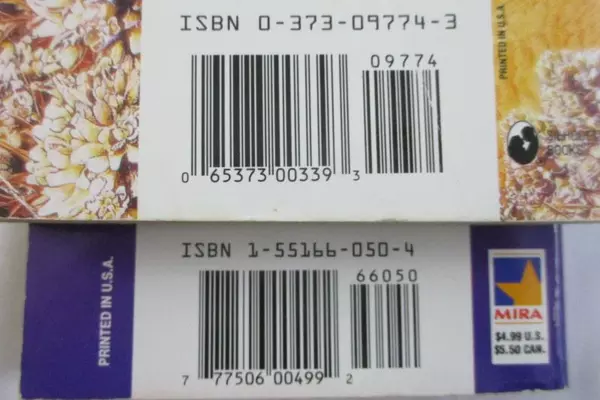 ISBN 0-373-09774-3
09774
0 65373 00339 3
PRINTED IN U.S.A.
BOOKS
ISBN 1-55166-050-4
66050
7 77506 00499 2
PRINTED IN U.S.A.
MIRA
$4.99 U.S.
$5.50 CAN.